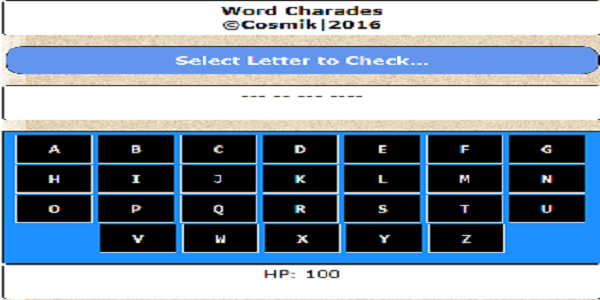 Word Charades
©Cosmik|2016
Select Letter to Check...
--- -- --- ----
A B C D E F G
H I J K L M N
O P Q R S T U
V W X Y Z
HP: 100